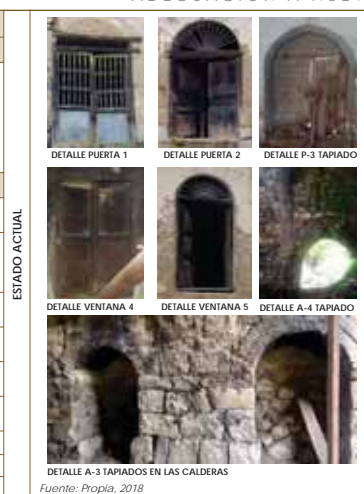 ESTADO ACTUAL
DETALLE PUERTA 1
DETALLE PUERTA 2
DETALLE P-3 TAPIADO
DETALLE VENTANA 4
DETALLE VENTANA 5
DETALLE A-4 TAPIADO
DETALLE A-3 TAPIADOS EN LAS CALDERAS
Fuente: Propia, 2018